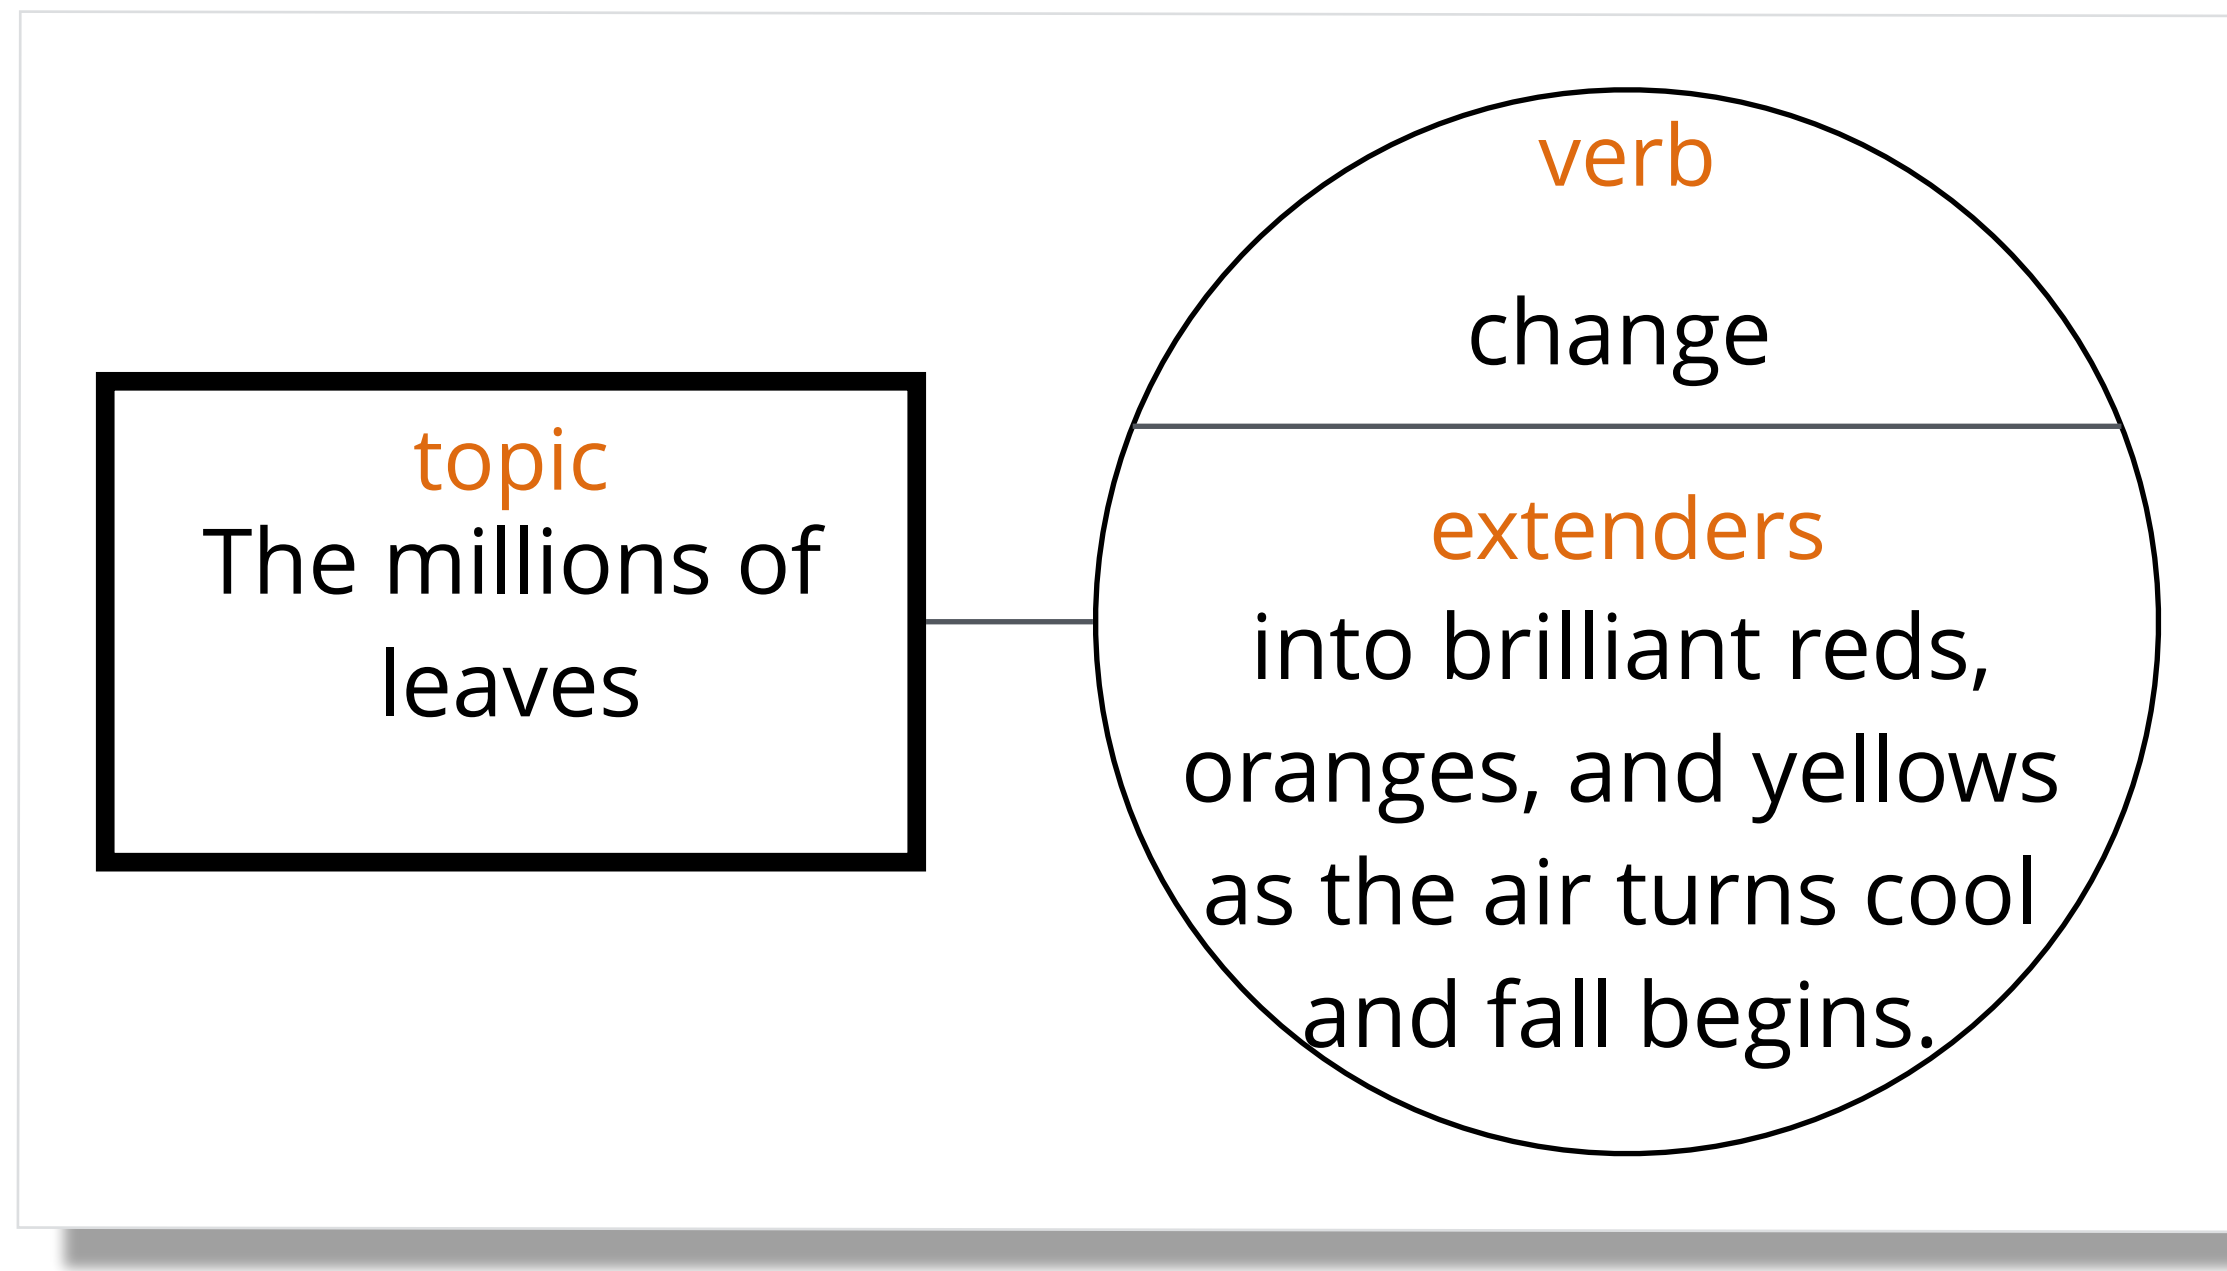 topic
The millions of
leaves
verb
change
extenders
into brilliant reds,
oranges, and yellows
as the air turns cool
and fall begins.